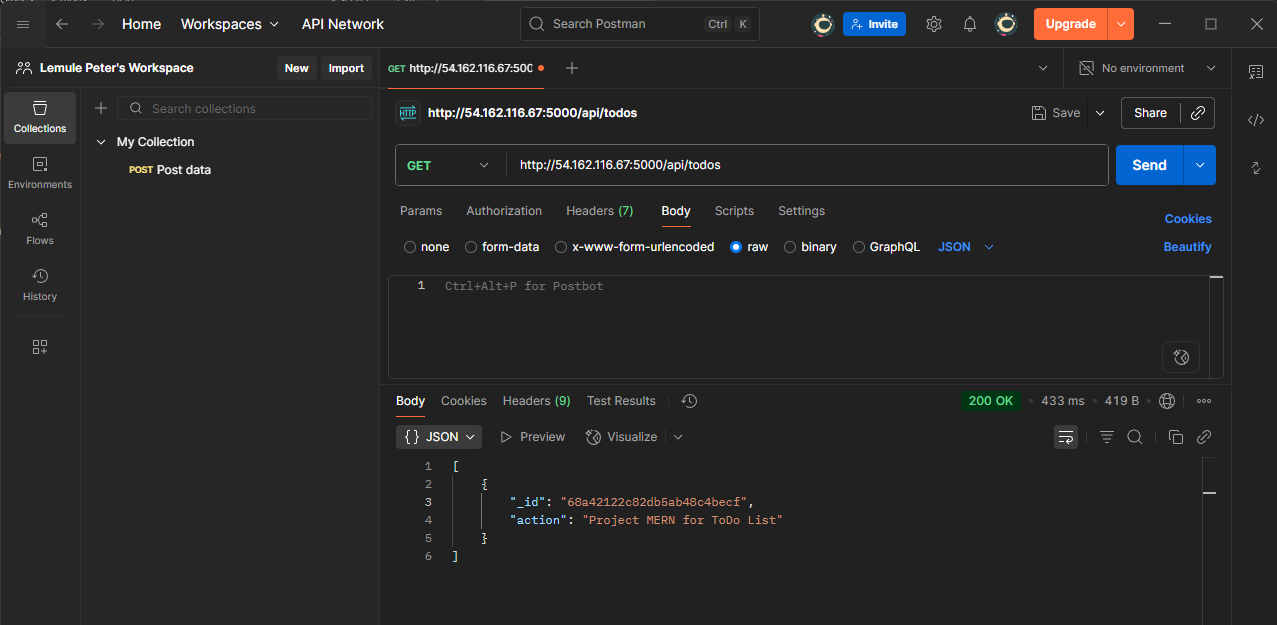 Home Workspaces API Network Search Postman Ctrl K Invite Upgrade
Lemule Peter's Workspace New Import GET http://54.162.116.67:500 No environment
Collections
Search collections
My Collection
POST Post data
Environments
Flows
History
HTTP http://54.162.116.67:5000/api/todos Save Share
GET http://54.162.116.67:5000/api/todos Send
Params Authorization Headers (7) Body Scripts Settings Cookies
none form-data x-www-form-urlencoded raw binary GraphQL JSON Beautify
1 Ctrl+Alt+P for Postbot
Body Cookies Headers (9) Test Results 200 OK • 433 ms • 419 B •
{} JSON Preview Visualize
1 [
2 {
3 "_id": "68a42122c82db5ab48c4becf",
4 "action": "Project MERN for ToDo List"
5 }
6 ]